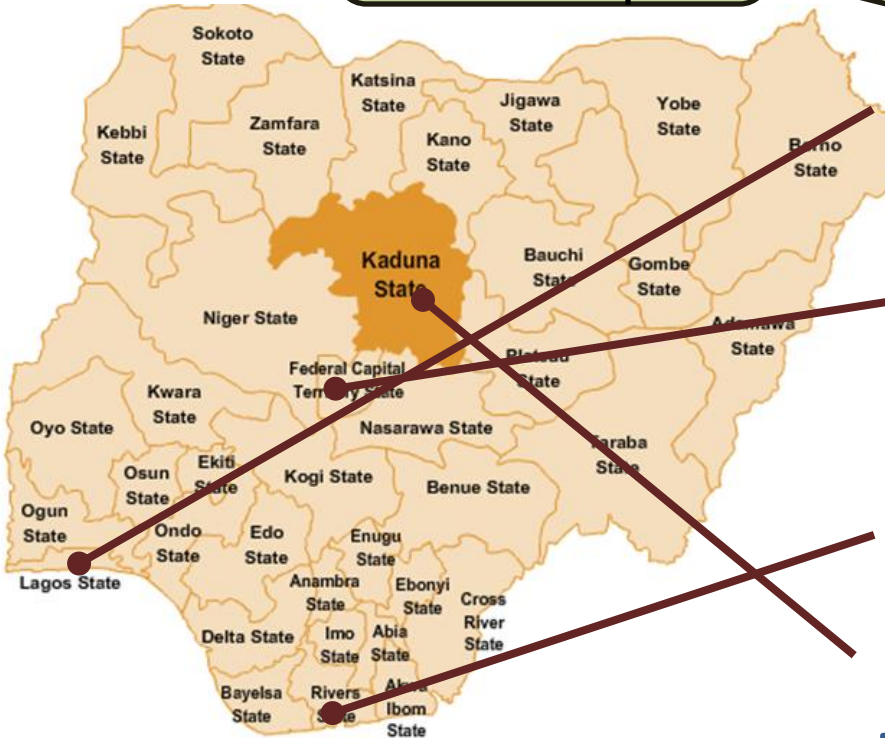 Sokoto
State
Katsina
State
Jigawa
State
Yobe
State
Kebbi
State
Zamfara
State
Kano
State
Borno
State
Kaduna
State
Bauchi
State
Gombe
State
Niger State
Adamawa
State
Federal Capital
Territory State
Plateau
State
Kwara
State
Oyo State
Nasarawa State
Taraba
State
Osun
State
Ekiti
State
Kogi State
Benue State
Ogun
State
Ondo
State
Edo
State
Enugu
State
Lagos State
Anambra
State
Ebonyi
State
Cross
River
State
Delta State
Imo
State
Abia
State
Bayelsa
State
Rivers
State
Akwa
Ibom
State